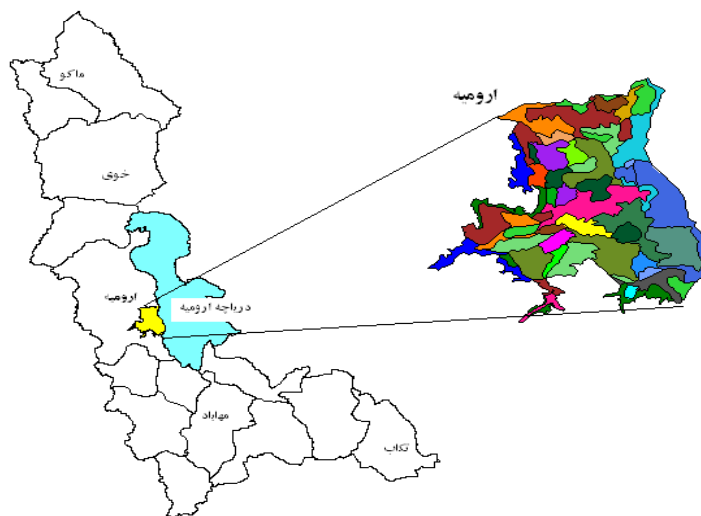 ماکو
ارومیه
خوی
ارومیه
دریاچه ارومیه
مهاباد
تکاب